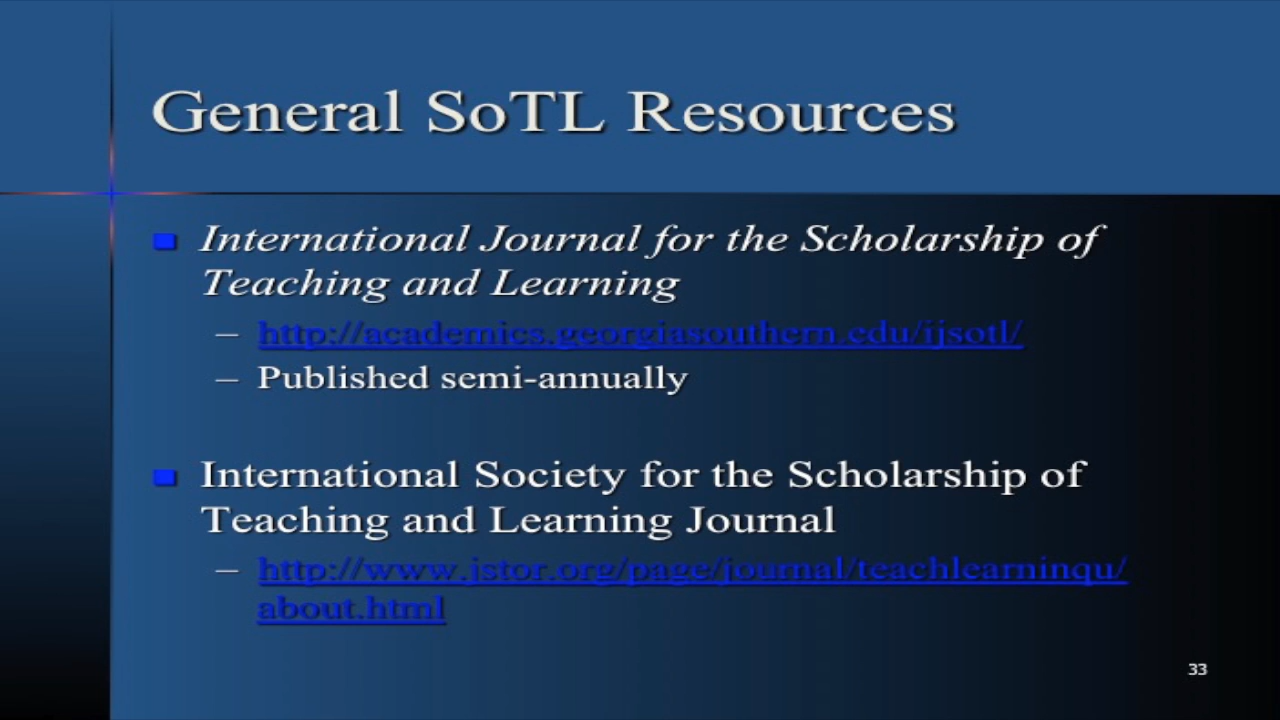 General SoTL Resources
International Journal for the Scholarship of
Teaching and Learning
– http://academics.georgiasouthern.edu/ijsotl/
– Published semi-annually
International Society for the Scholarship of
Teaching and Learning Journal
– http://www.jstor.org/page/journal/teachlearninqu/
about.html
33